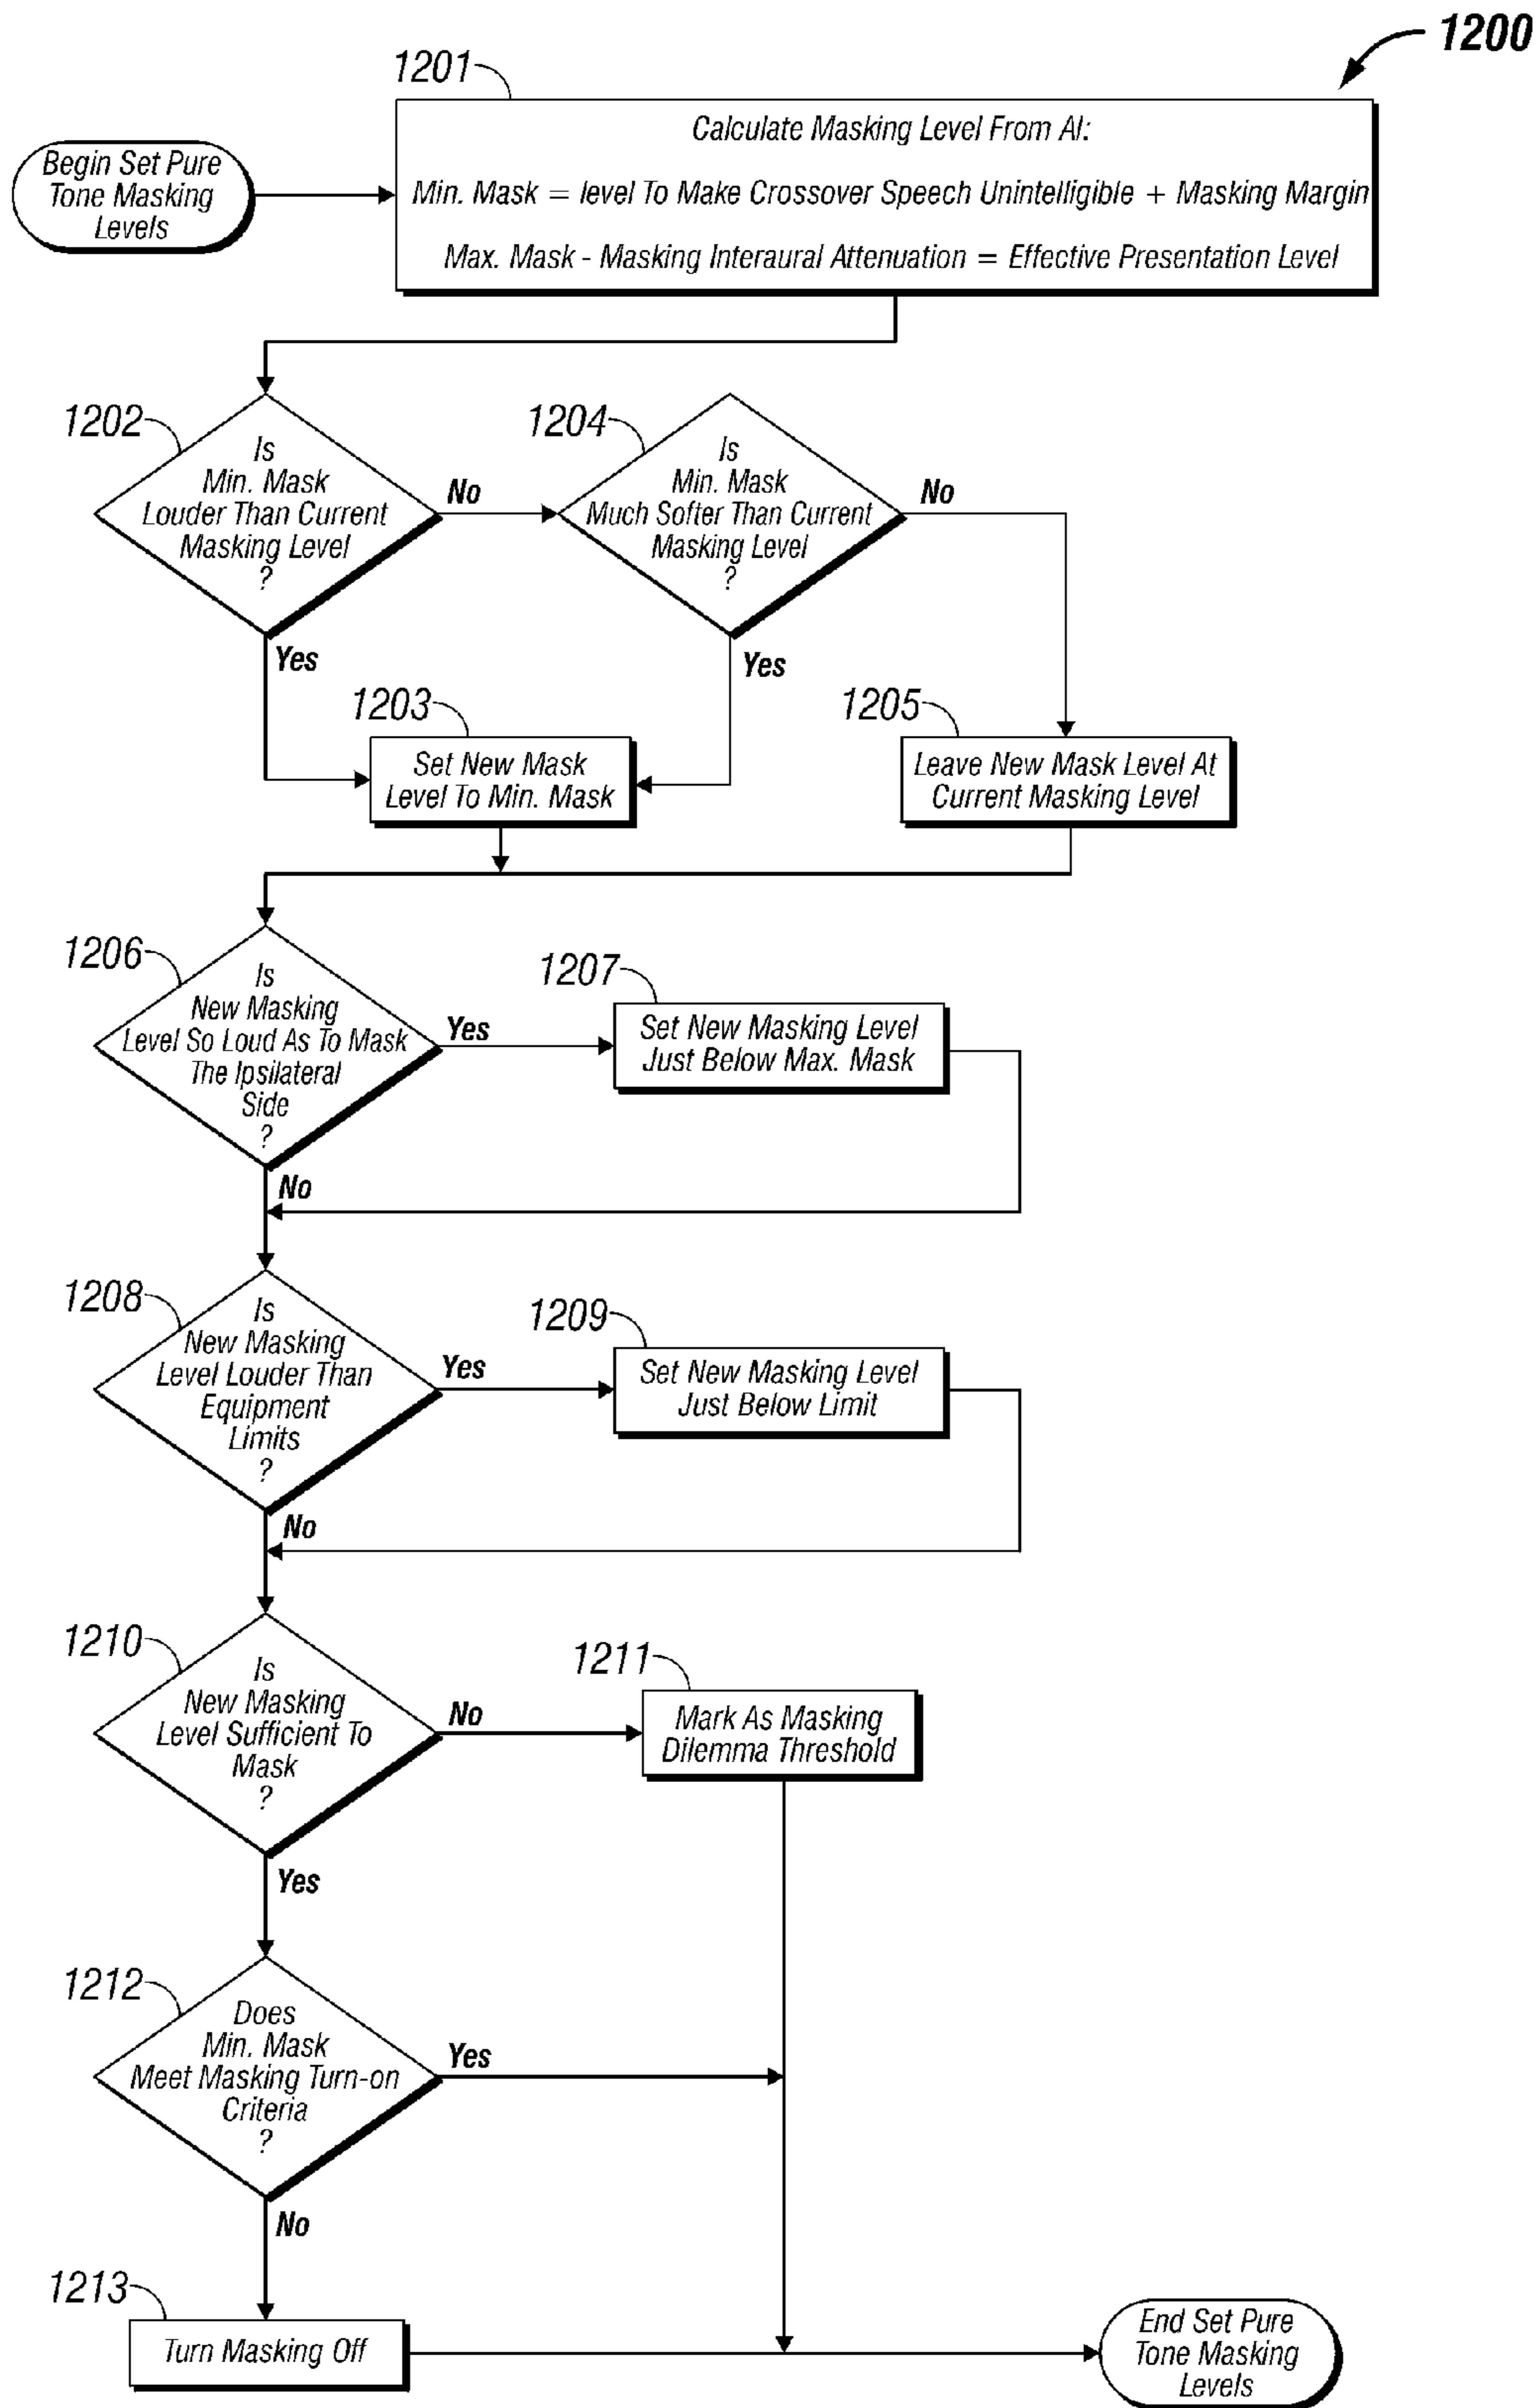 1200
1201
Calculate Masking Level From AI:
Min. Mask = level To Make Crossover Speech Unintelligible + Masking Margin
Max. Mask - Masking Interaural Attenuation = Effective Presentation Level
Begin Set Pure
Tone Masking
Levels
1202
Is
Min. Mask
Louder Than Current
Masking Level
?
No
Yes
1204
Is
Min. Mask
Much Softer Than Current
Masking Level
?
No
Yes
1203
Set New Mask
Level To Min. Mask
1205
Leave New Mask Level At
Current Masking Level
1206
Is
New Masking
Level So Loud As To Mask
The Ipsilateral
Side
?
Yes
No
1207
Set New Masking Level
Just Below Max. Mask
1208
Is
New Masking
Level Louder Than
Equipment
Limits
?
Yes
No
1209
Set New Masking Level
Just Below Limit
1210
Is
New Masking
Level Sufficient To
Mask
?
No
Yes
1211
Mark As Masking
Dilemma Threshold
1212
Does
Min. Mask
Meet Masking Turn-on
Criteria
?
Yes
No
1213
Turn Masking Off
End Set Pure
Tone Masking
Levels